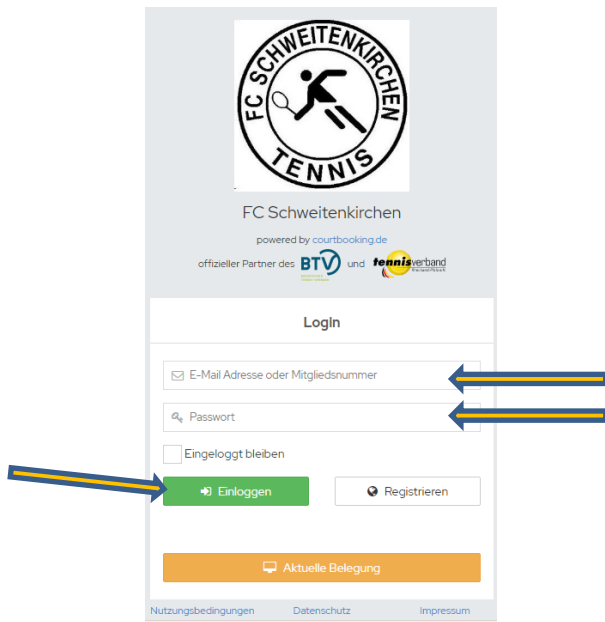 FC SCHWEITENKIRCHEN
TENNIS
FC Schweitenkirchen
powered by courtbooking.de
offizieller Partner des BTV und tennisverband
Login
E-Mail Adresse oder Mitgliedsnummer
Passwort
Eingeloggt bleiben
Einloggen Registrieren
Aktuelle Belegung
Nutzungsbedingungen Datenschutz Impressum